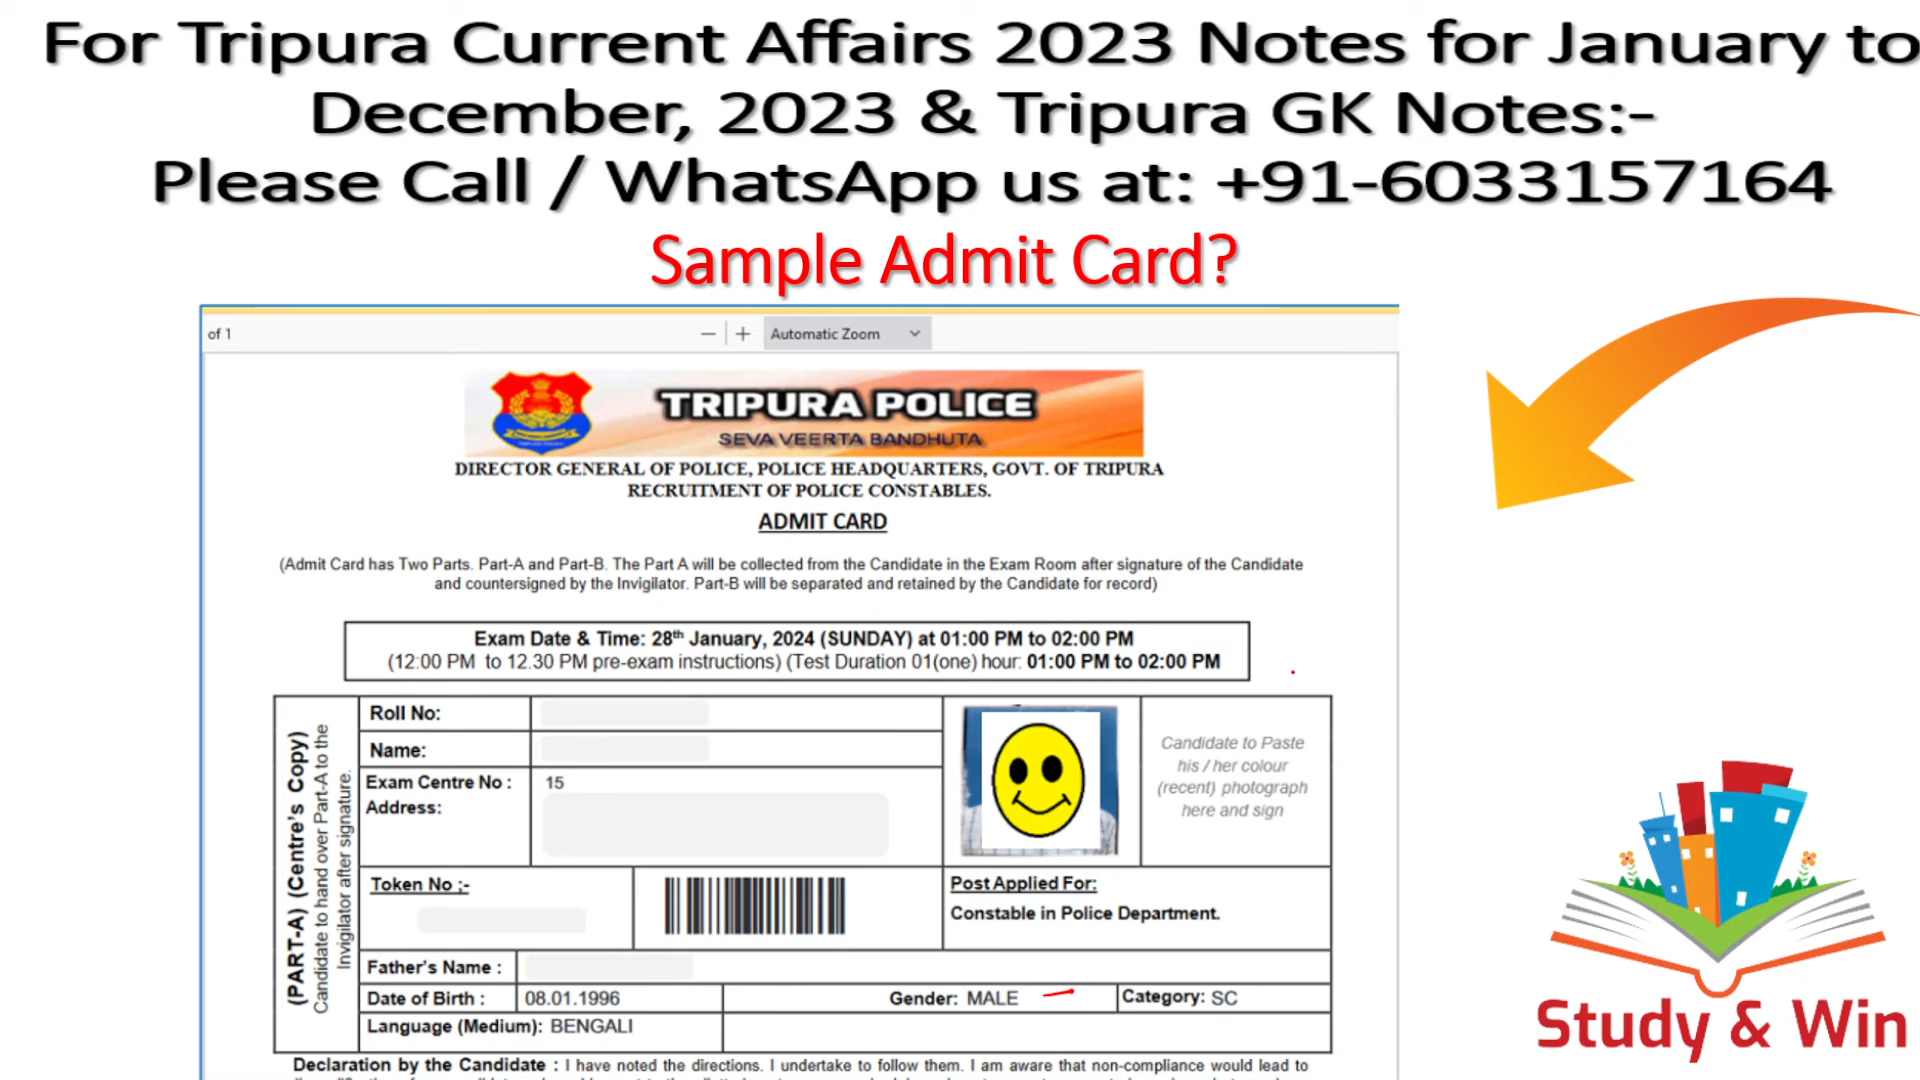 For Tripura Current Affairs 2023 Notes for January to
December, 2023 & Tripura GK Notes:-
Please Call / WhatsApp us at: +91-6033157164
Sample Admit Card?
of 1
Automatic Zoom
TRIPURA POLICE
SEVA VEERTA BANDHUTA
DIRECTOR GENERAL OF POLICE, POLICE HEADQUARTERS, GOVT. OF TRIPURA
RECRUITMENT OF POLICE CONSTABLES.
ADMIT CARD
(Admit Card has Two Parts. Part-A and Part-B. The Part A will be collected from the Candidate in the Exam Room after signature of the Candidate
and countersigned by the Invigilator. Part-B will be separated and retained by the Candidate for record)
Exam Date & Time: 28th January, 2024 (SUNDAY) at 01:00 PM to 02:00 PM
(12:00 PM to 12.30 PM pre-exam instructions) (Test Duration 01(one) hour: 01:00 PM to 02:00 PM
(PART-A) (Centre's Copy)
Candidate to hand over Part-A to the
Invigilator after signature.
Roll No:
Name:
Exam Centre No : 15
Address:
Candidate to Paste
his / her colour
(recent) photograph
here and sign
Token No :-
Post Applied For:
Constable in Police Department.
Father's Name :
Date of Birth : 08.01.1996 Gender: MALE Category: SC
Language (Medium): BENGALI
Declaration by the Candidate : I have noted the directions. I undertake to follow them. I am aware that non-compliance would lead to
Study & Win